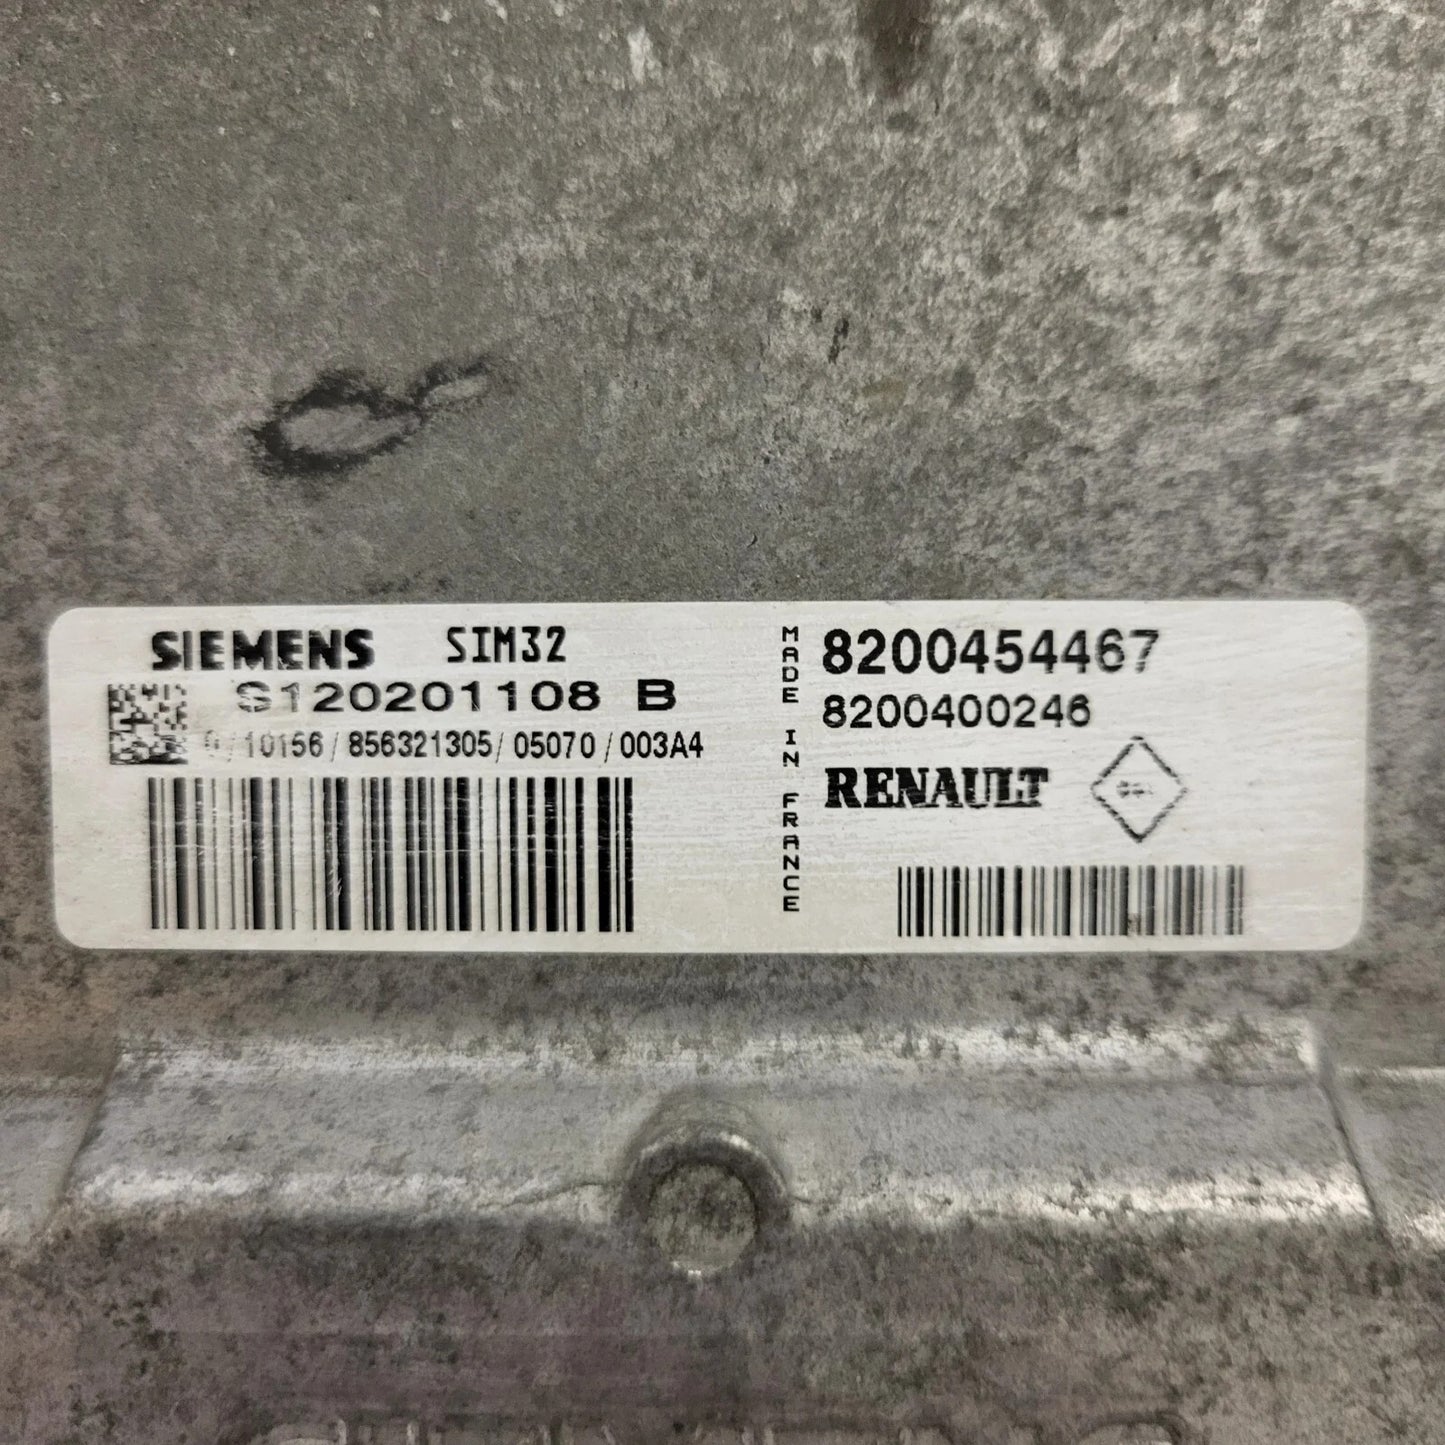 SIEMENS SIM32
S120201108 B
/10156/856321305/05070/003A4
MADE IN FRANCE
8200454467
8200400246
RENAULT